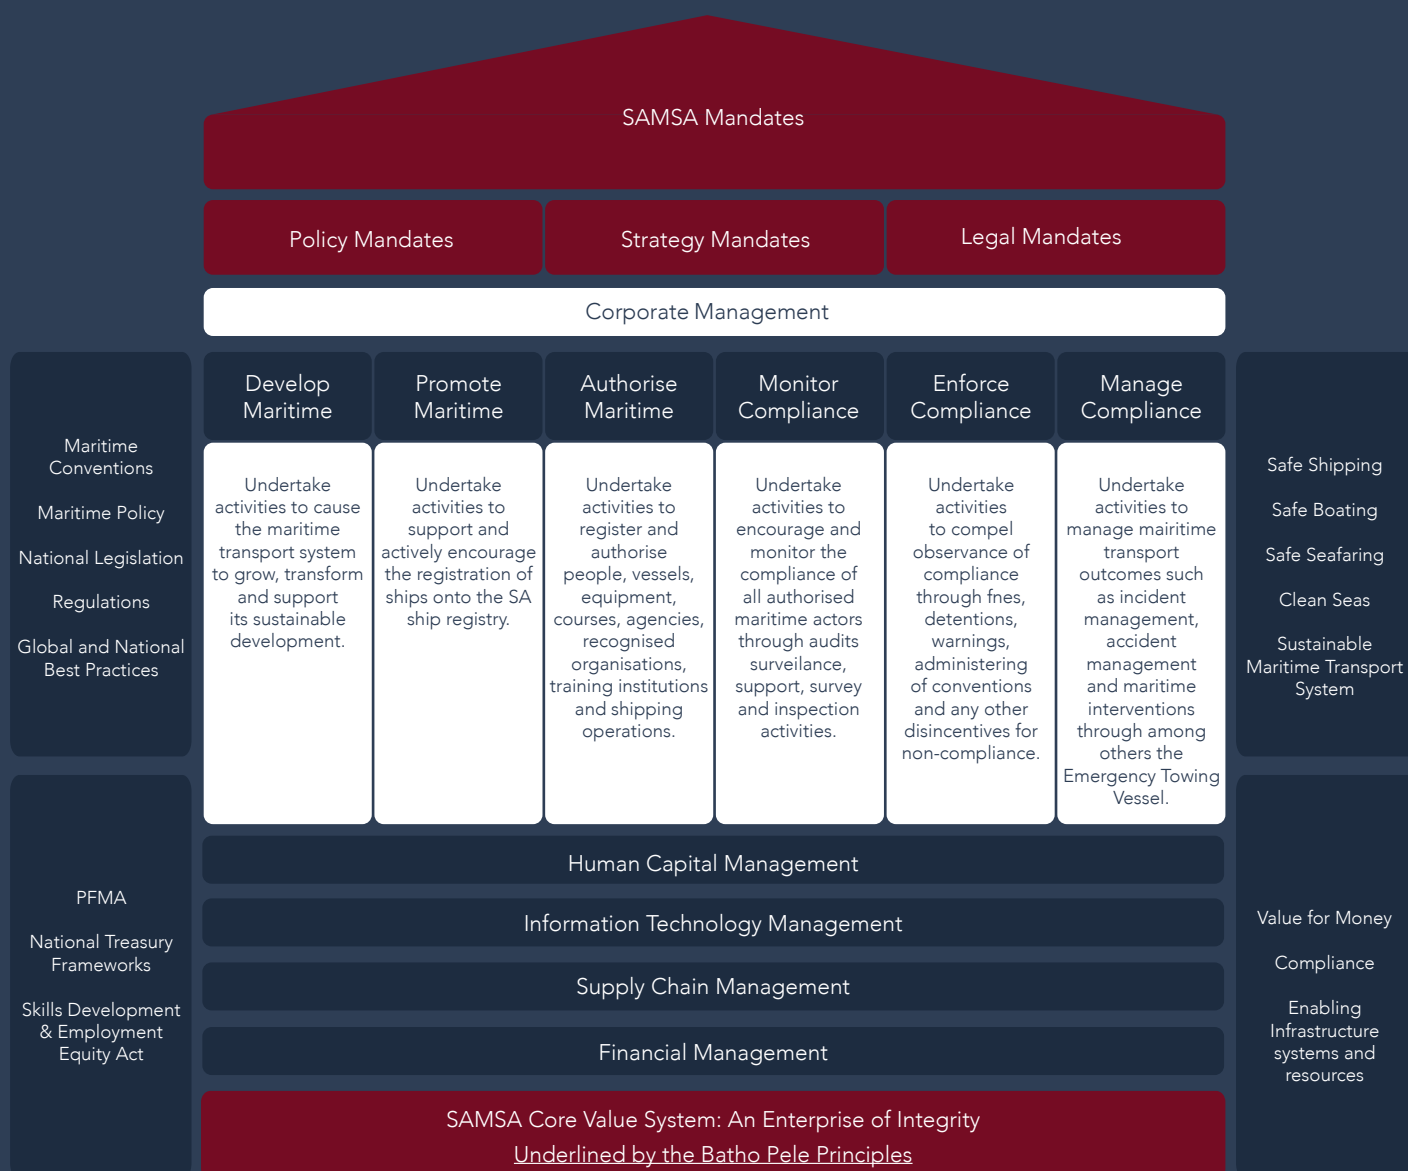 SAMSA Mandates
Policy Mandates
Strategy Mandates
Legal Mandates
Corporate Management
Maritime
Conventions
Maritime Policy
National Legislation
Regulations
Global and National
Best Practices
Develop
Maritime
Undertake
activities to cause
the maritime
transport system
to grow, transform
and support
its sustainable
development.
Promote
Maritime
Undertake
activities to
support and
actively encourage
the registration of
ships onto the SA
ship registry.
Authorise
Maritime
Undertake
activities to
register and
authorise
people, vessels,
equipment,
courses, agencies,
recognised
organisations,
training institutions
and shipping
operations.
Monitor
Compliance
Undertake
activities to
encourage and
monitor the
compliance of
all authorised
maritime actors
through audits
surveilance,
support, survey
and inspection
activities.
Enforce
Compliance
Undertake
activities
to compel
observance of
compliance
through fnes,
detentions,
warnings,
administering
of conventions
and any other
disincentives for
non-compliance.
Manage
Compliance
Undertake
activities to
manage mairitime
transport
outcomes such
as incident
management,
accident
management
and maritime
interventions
through among
others the
Emergency Towing
Vessel.
Safe Shipping
Safe Boating
Safe Seafaring
Clean Seas
Sustainable
Maritime Transport
System
PFMA
National Treasury
Frameworks
Skills Development
& Employment
Equity Act
Human Capital Management
Information Technology Management
Supply Chain Management
Financial Management
Value for Money
Compliance
Enabling
Infrastructure
systems and
resources
SAMSA Core Value System: An Enterprise of Integrity
Underlined by the Batho Pele Principles